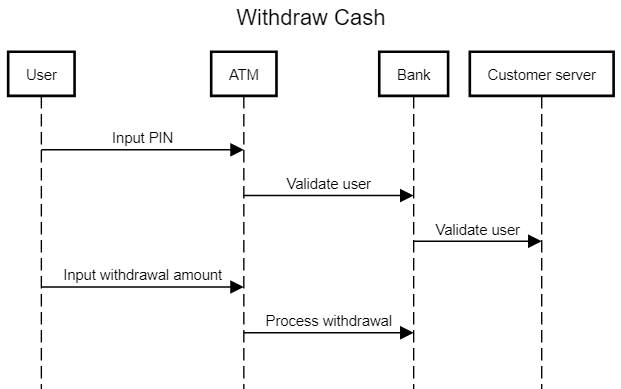 Withdraw Cash
User
ATM
Bank
Customer server
Input PIN
Validate user
Validate user
Input withdrawal amount
Process withdrawal